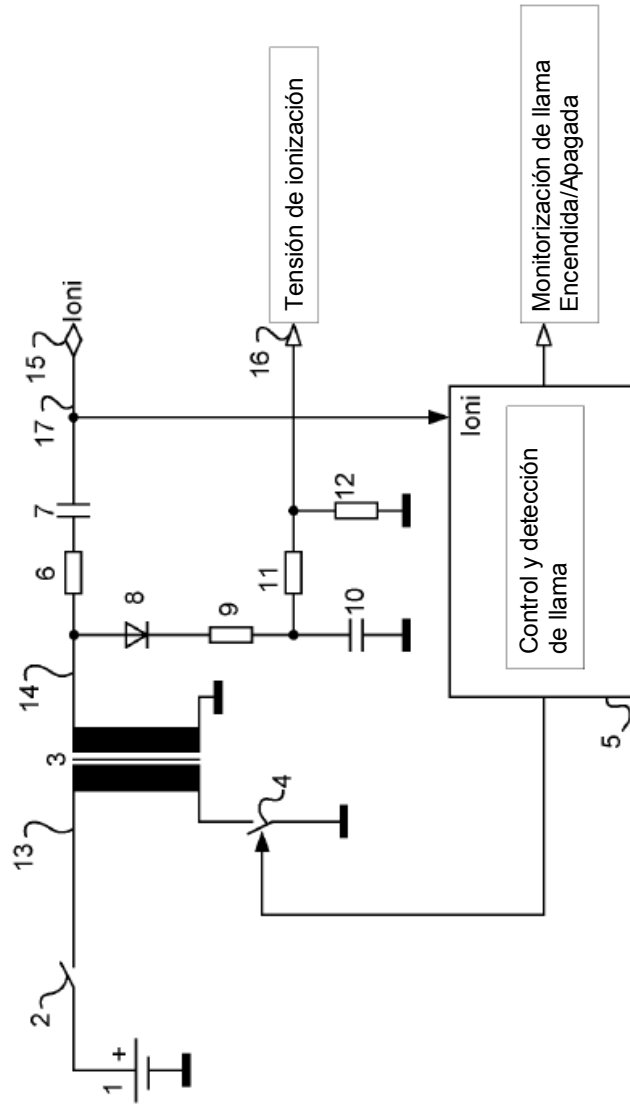 1
+
2
13
3
14
4
5
6
7
8
9
10
11
12
17
15
Ioni
16
Tensión de ionización
Ioni
Control y detección
de llama
Monitorización de llama
Encendida/Apagada